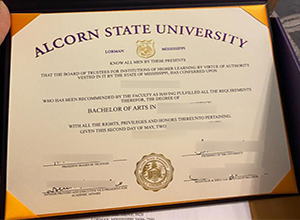 ALCORN STATE UNIVERSITY
LORMAN MISSISSIPPI
KNOW ALL MEN BY THESE PRESENTS
THAT THE BOARD OF TRUSTEES FOR INSTITUTIONS OF HIGHER LEARNING BY VIRTUE OF AUTHORITY
VESTED IN IT BY THE STATE OF MISSISSIPPI, HAS CONFERRED UPON
WHO HAS BEEN RECOMMENDED BY THE FACULTY AS HAVING FULFILLED ALL THE REQUIREMENTS
THEREFOR, THE DEGREE OF
BACHELOR OF ARTS IN
WITH ALL THE RIGHTS, PRIVILEGES AND HONORS THEREUNTO PERTAINING.
GIVEN THIS SECOND DAY OF MAY, TWO